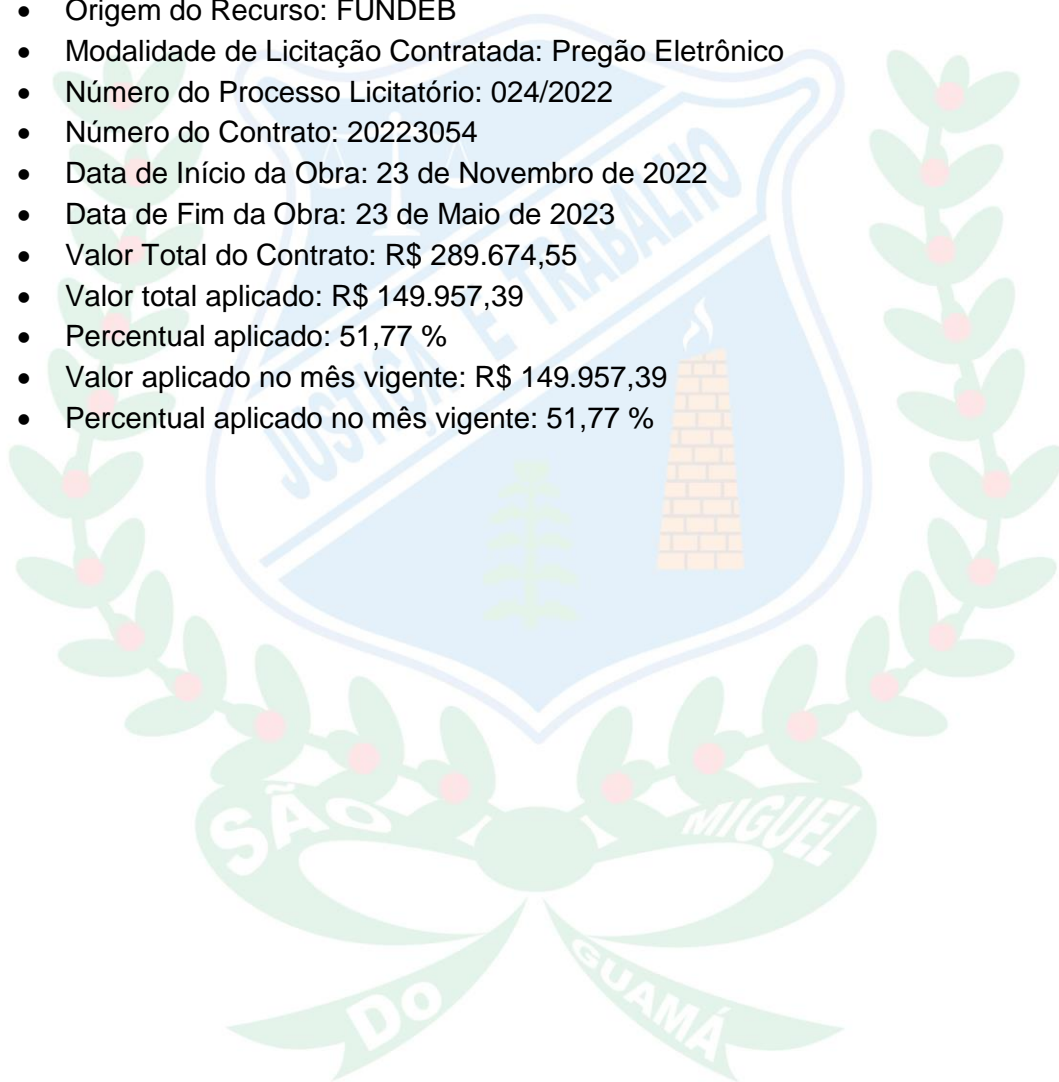 • Origem do Recurso: FUNDEB
• Modalidade de Licitação Contratada: Pregão Eletrônico
• Número do Processo Licitatório: 024/2022
• Número do Contrato: 20223054
• Data de Início da Obra: 23 de Novembro de 2022
• Data de Fim da Obra: 23 de Maio de 2023
• Valor Total do Contrato: R$ 289.674,55
• Valor total aplicado: R$ 149.957,39
• Percentual aplicado: 51,77 %
• Valor aplicado no mês vigente: R$ 149.957,39
• Percentual aplicado no mês vigente: 51,77 %
JUSTIÇA E TRABALHO
SÃO MIGUEL
DO GUAMÁ